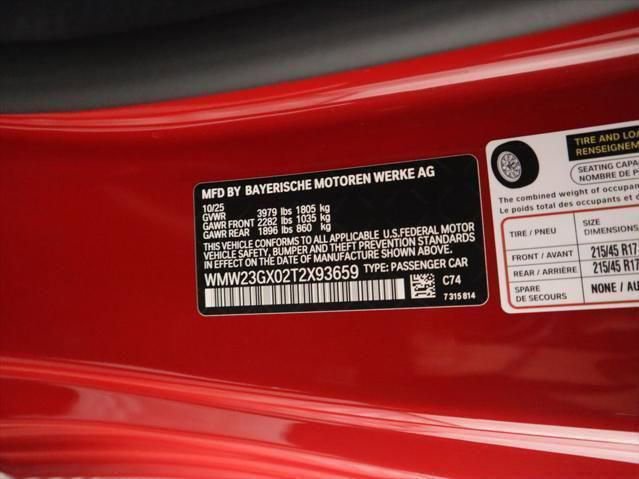 MFD BY BAYERISCHE MOTOREN WERKE AG
10/25
GVWR 3979 lbs 1805 kg
GAWR FRONT 2282 lbs 1035 kg
GAWR REAR 1896 lbs 860 kg
THIS VEHICLE CONFORMS TO ALL APPLICABLE U.S.FEDERAL MOTOR
VEHICLE SAFETY, BUMPER AND THEFT PREVENTION STANDARDS
IN EFFECT ON THE DATE OF MANUFACTURE SHOWN ABOVE.
WMW23GX02T2X93659 TYPE: PASSENGER CAR
C74
7 315 814
TIRE AND LOA
RENSEIGNEM
SEATING CAPA
NOMBRE DE P
The combined weight of occupa
Le poids total des occupants et d
TIRE / PNEU
SIZE
DIMENSIONS
FRONT / AVANT 215/45 R17
REAR / ARRIÈRE 215/45 R17
SPARE
DE SECOURS
NONE / AU